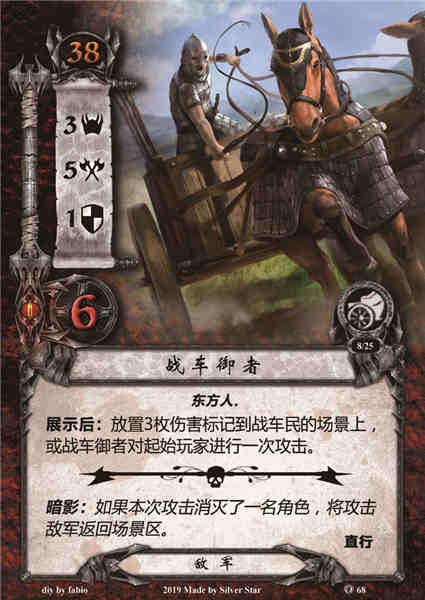 38
3
5
1
6
8/25
战车御者
东方人.
展示后：放置3枚伤害标记到战车民的场景上，
或战车御者对起始玩家进行一次攻击。
暗影：如果本次攻击消灭了一名角色，将攻击
敌军返回场景区。
直行
敌军
diy by fabio 2019 Made by Silver Star 68